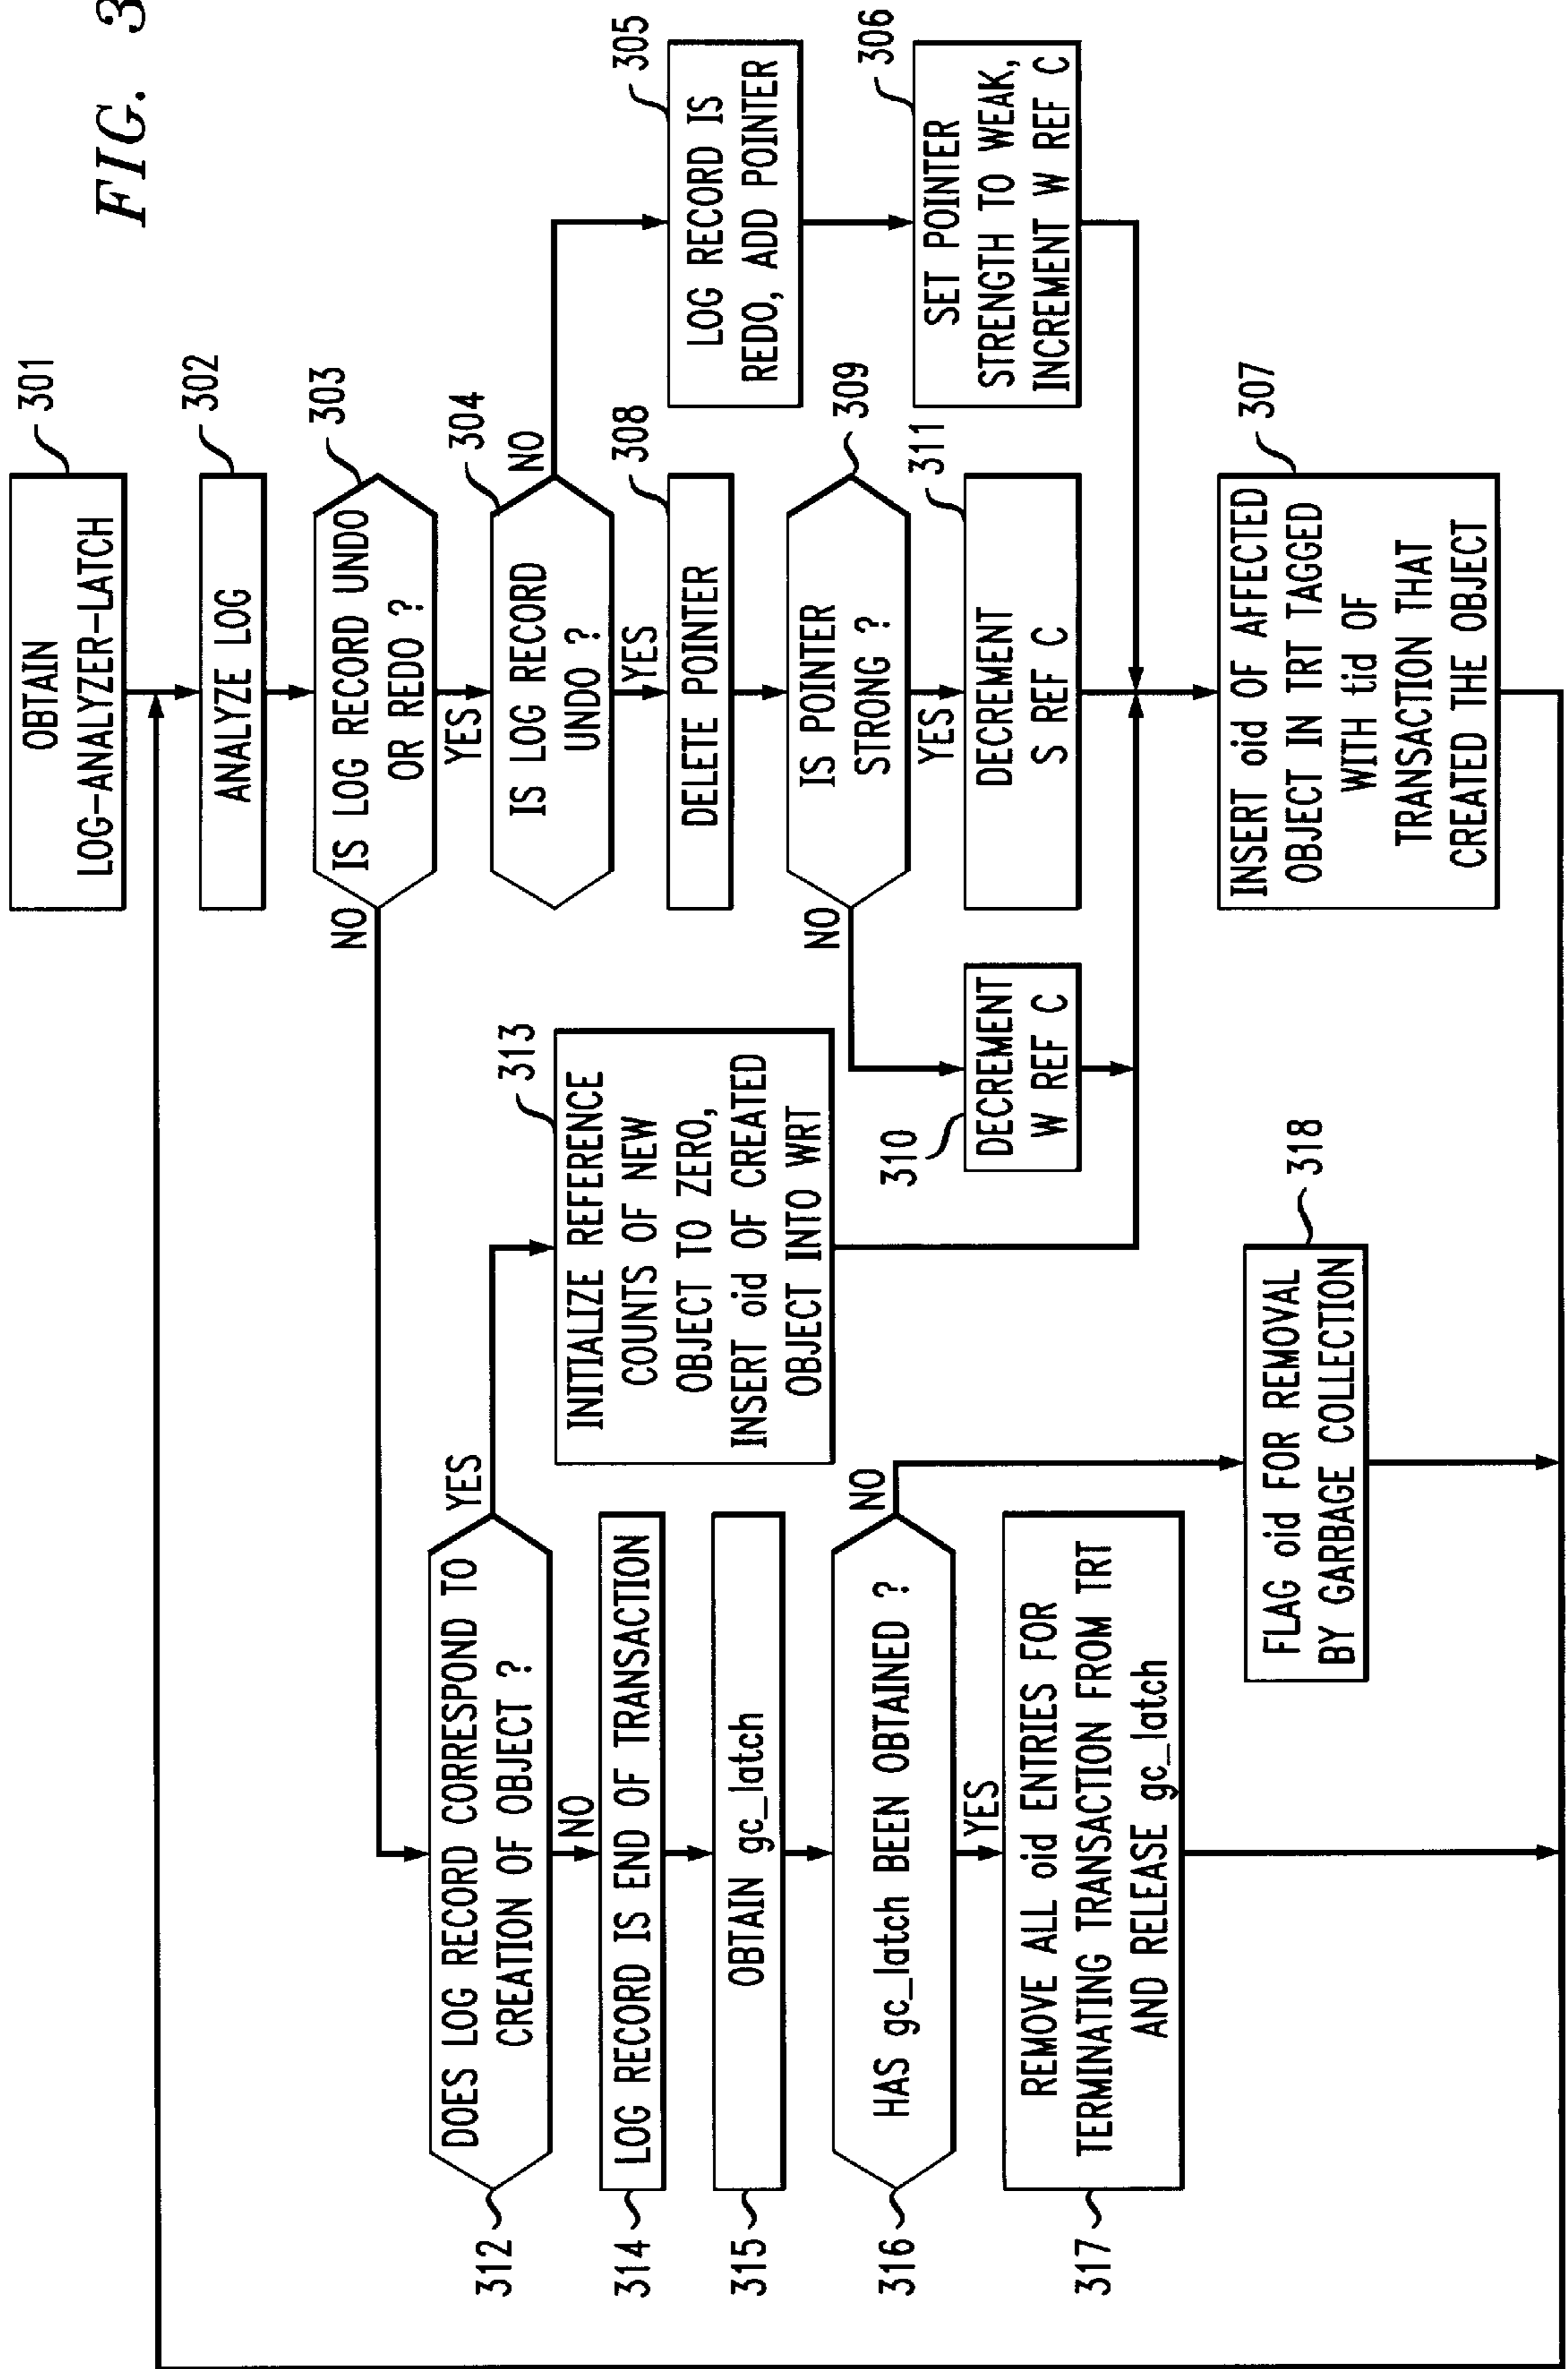 FIG. 3
301
OBTAIN
LOG-ANALYZER-LATCH
302
ANALYZE LOG
303
IS LOG RECORD UNDO
OR REDO ?
NO
YES
304
IS LOG RECORD
UNDO ?
NO
YES
305
LOG RECORD IS
REDO, ADD POINTER
306
SET POINTER
STRENGTH TO WEAK,
INCREMENT W REF C
308
DELETE POINTER
309
IS POINTER
STRONG ?
NO
YES
310
DECREMENT
W REF C
311
DECREMENT
S REF C
307
INSERT oid OF AFFECTED
OBJECT IN TRT TAGGED
WITH tid OF
TRANSACTION THAT
CREATED THE OBJECT
312
DOES LOG RECORD CORRESPOND TO
CREATION OF OBJECT ?
YES
NO
313
INITIALIZE REFERENCE
COUNTS OF NEW
OBJECT TO ZERO,
INSERT oid OF CREATED
OBJECT INTO WRT
314
LOG RECORD IS END OF TRANSACTION
315
OBTAIN gc_latch
316
HAS gc_latch BEEN OBTAINED ?
NO
YES
317
REMOVE ALL oid ENTRIES FOR
TERMINATING TRANSACTION FROM TRT
AND RELEASE gc_latch
318
FLAG oid FOR REMOVAL
BY GARBAGE COLLECTION